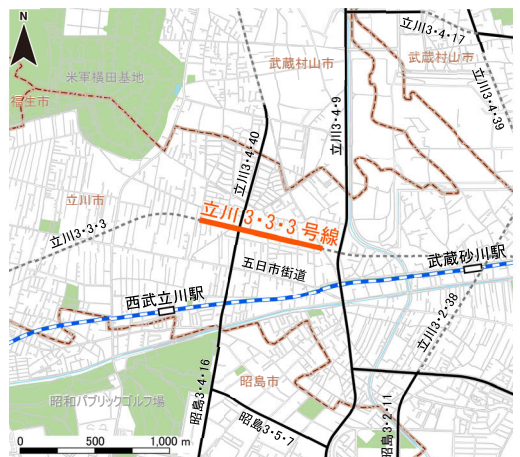 N
立川3・4・17
武蔵村山市
武蔵村山市
米軍横田基地
福生市
立川3・4・39
立川3・4・9
立川3・4・40
立川市
立川3・3・3号線
立川3・3・3
武蔵砂川駅
五日市街道
西武立川駅
立川3・2・38
昭島市
昭和パブリックゴルフ場
昭島3・4・16
昭島3・5・7
昭島3・2・11
0 500 1,000 m